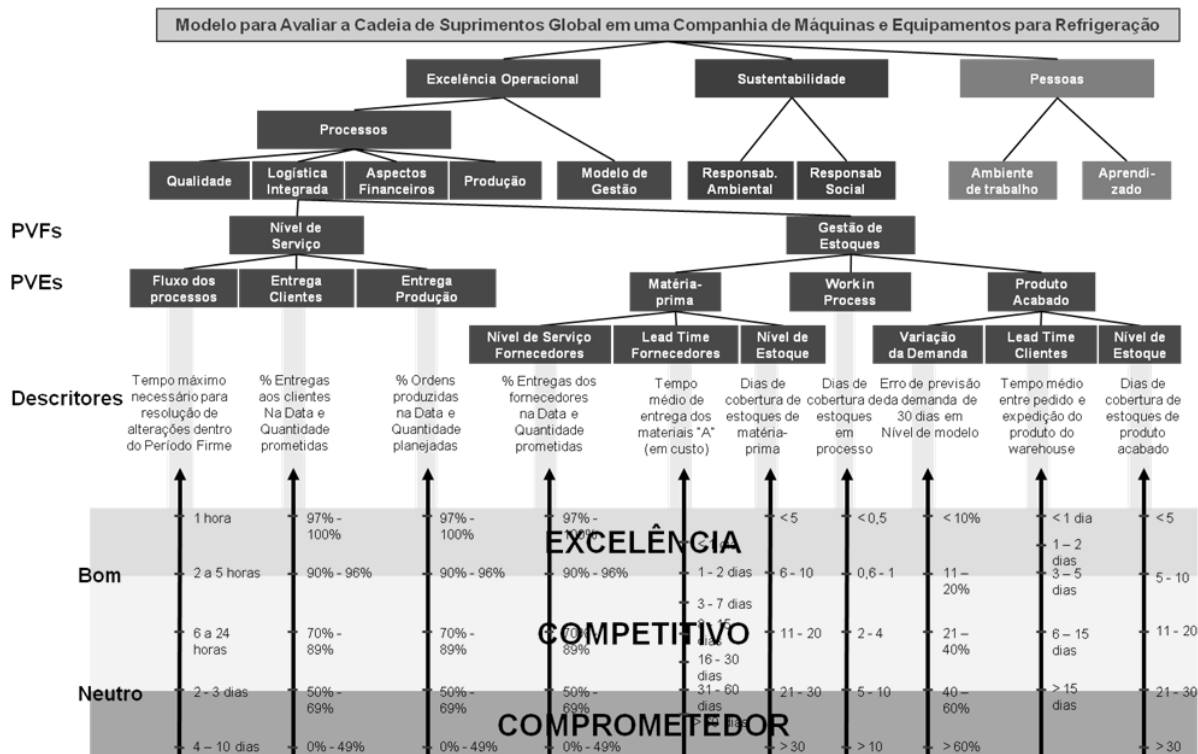 Modelo para Avaliar a Cadeia de Suprimentos Global em uma Companhia de Máquinas e Equipamentos para Refrigeração
Excelência Operacional
Sustentabilidade
Pessoas
Processos
Qualidade
Logística
Integrada
Aspectos
Financeiros
Produção
Modelo de
Gestão
Responsab.
Ambiental
Responsab
Social
Ambiente
de trabalho
Aprendi-
zado
PVFs
Nível de
Serviço
Gestão de
Estoques
PVEs
Fluxo dos
processos
Entrega
Clientes
Entrega
Produção
Matéria-
prima
Work in
Process
Produto
Acabado
Nível de Serviço
Fornecedores
Lead Time
Fornecedores
Nível de
Estoque
Variação
da Demanda
Lead Time
Clientes
Nível de
Estoque
Descritores
Tempo máximo
necessário para
resolução de
alterações dentro
do Período Firme
% Entregas
aos clientes
Na Data e
Quantidade
prometidas
% Ordens
produzidas
na Data e
Quantidade
planejadas
% Entregas dos
fornecedores
na Data e
Quantidade
prometidas
Tempo
médio de
entrega dos
materiais "A"
(em custo)
Dias de
cobertura de
estoques de
matéria-
prima
Dias de
cobertura de
estoques
em
processo
Erro de previsão
da demanda de
30 dias em
Nível de modelo
Tempo médio
entre pedido e
expedição do
produto do
warehouse
Dias de
cobertura de
estoques de
produto
acabado
1 hora
97% -
100%
97% -
100%
97% -
100%
< 5
< 0,5
< 10%
< 1 dia
< 5
EXCELÊNCIA
1 – 2
dias
Bom
2 a 5 horas
90% - 96%
90% - 96%
90% - 96%
1 - 2 dias
6 - 10
0,6 - 1
11 –
20%
3 – 5
dias
5 - 10
3 - 7 dias
COMPETITIVO
6 a 24
horas
70% -
89%
70% -
89%
70% -
89%
dias
11 - 20
2 - 4
21 –
40%
6 – 15
dias
11 - 20
16 - 30
dias
Neutro
2 - 3 dias
50% -
69%
50% -
69%
50% -
69%
31 - 60
dias
21 - 30
5 - 10
40 –
60%
> 15
dias
21 - 30
COMPROMETEDOR
4 – 10 dias
0% - 49%
0% - 49%
0% - 49%
> 30
> 10
> 60%
> 30